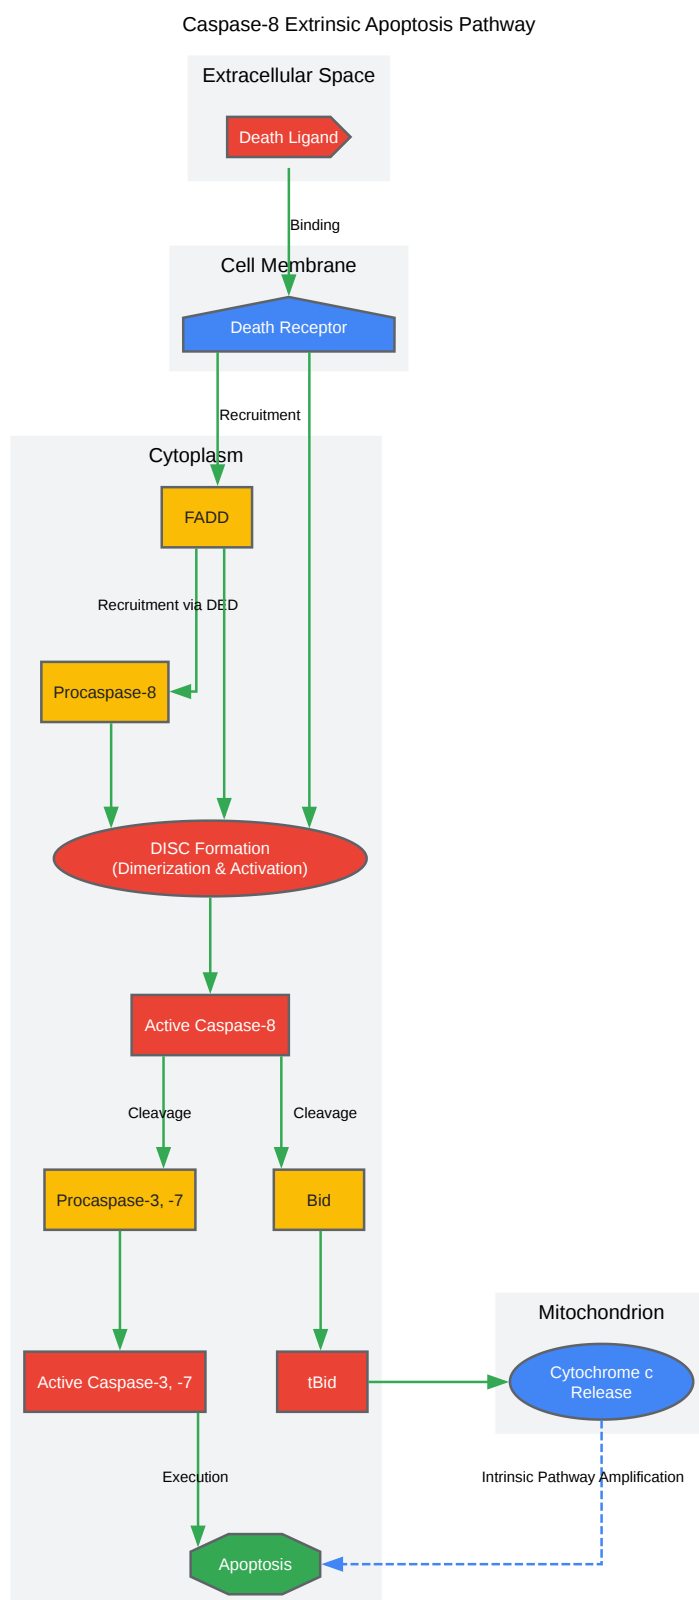 Caspase-8 Extrinsic Apoptosis Pathway
Extracellular Space
Death Ligand
Binding
Cell Membrane
Death Receptor
Recruitment
Cytoplasm
FADD
Recruitment via DED
Procaspase-8
DISC Formation
(Dimerization & Activation)
Active Caspase-8
Cleavage
Cleavage
Procaspase-3, -7
Bid
Mitochondrion
Active Caspase-3, -7
tBid
Cytochrome c
Release
Execution
Intrinsic Pathway Amplification
Apoptosis